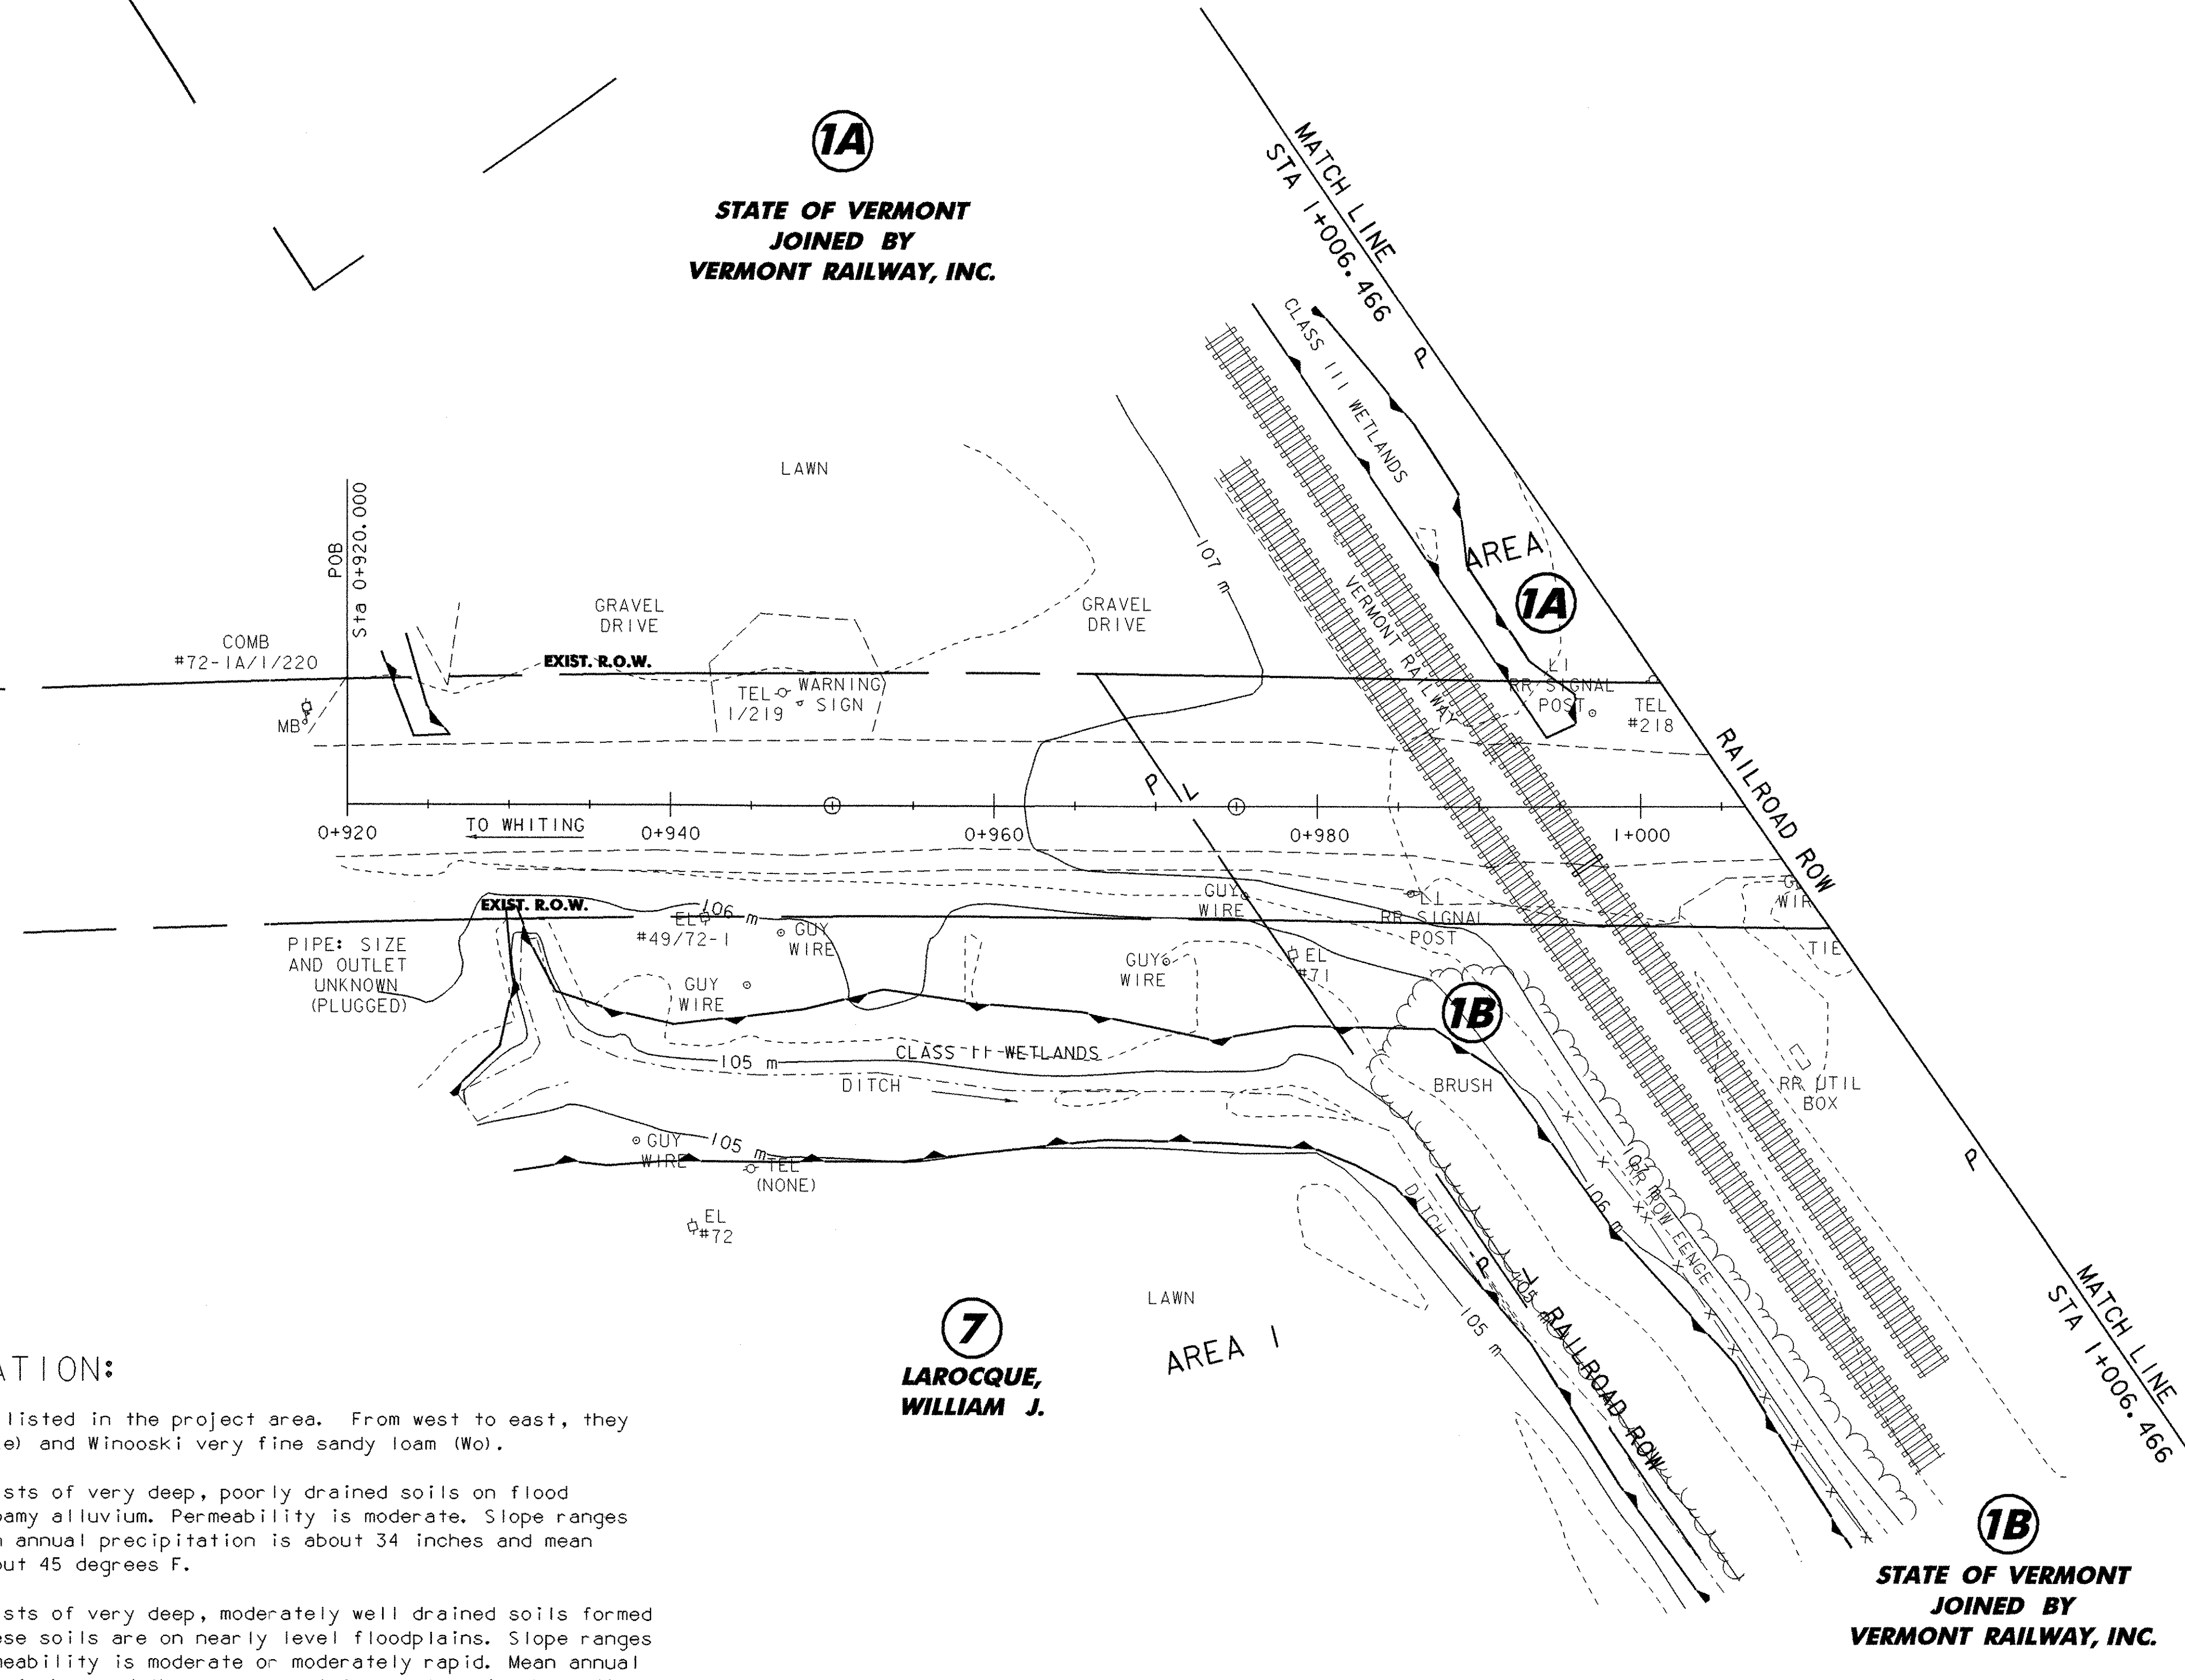 1A
STATE OF VERMONT
JOINED BY
VERMONT RAILWAY, INC.
MATCH LINE
STA 1+006.466
P
CLASS III WETLANDS
LAWN
107 m
AREA
1A
VERMONT RAILWAY
POB
Sta 0+920.000
COMB
#72-1A/1/220
GRAVEL
DRIVE
GRAVEL
DRIVE
EXIST. R.O.W.
MB
TEL
1/219
WARNING
SIGN
LI
RR SIGNAL
POST
TEL
#218
RAILROAD ROW
P L
0+920
TO WHITING
0+940
0+960
0+980
1+000
EXIST. R.O.W.
106 m
EL
#49/72-1
GUY
WIRE
GUY
WIRE
LI
RR SIGNAL
POST
TIE
PIPE: SIZE
AND OUTLET
UNKNOWN
(PLUGGED)
GUY
WIRE
GUY
WIRE
EL
#71
1B
105 m
CLASS II WETLANDS
DITCH
BRUSH
RR UTIL
BOX
GUY
WIRE
105 m
TEL
(NONE)
EL
#72
DITCH
107 m
RR ROW FENCE
106 m
P
P L
105 m
RAILROAD ROW
105 m
LAWN
AREA 1
7
LAROCQUE,
WILLIAM J.
MATCH LINE
STA 1+006.466
1B
STATE OF VERMONT
JOINED BY
VERMONT RAILWAY, INC.
ATION:
listed in the project area. From west to east, they
e) and Winooski very fine sandy loam (Wo).
sts of very deep, poorly drained soils on flood
oamy alluvium. Permeability is moderate. Slope ranges
n annual precipitation is about 34 inches and mean
out 45 degrees F.
sts of very deep, moderately well drained soils formed
ese soils are on nearly level floodplains. Slope ranges
meability is moderate or moderately rapid. Mean annual